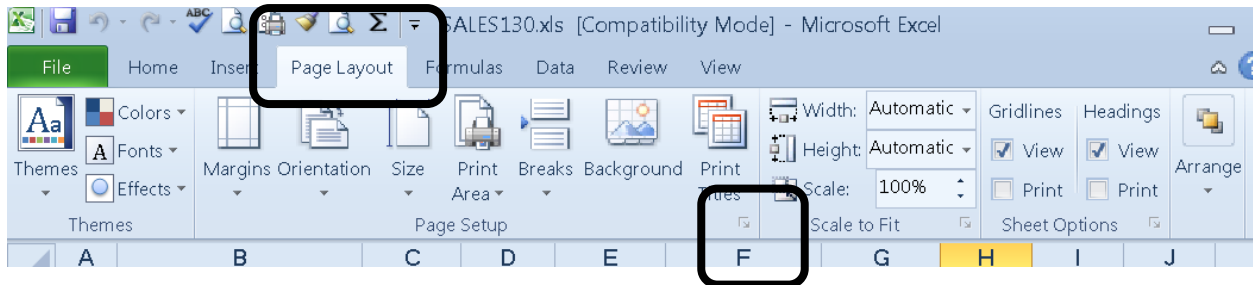 ABC Σ SALES130.xls [Compatibility Mode] - Microsoft Excel
File Home Insert Page Layout Formulas Data Review View
Aa Colors Width: Automatic Gridlines Headings
A Fonts Height: Automatic View View
Themes Margins Orientation Size Print Breaks Background Print Arrange
Effects Area Titles Scale: 100% Print Print
Themes Page Setup Scale to Fit Sheet Options
A B C D E F G H I J